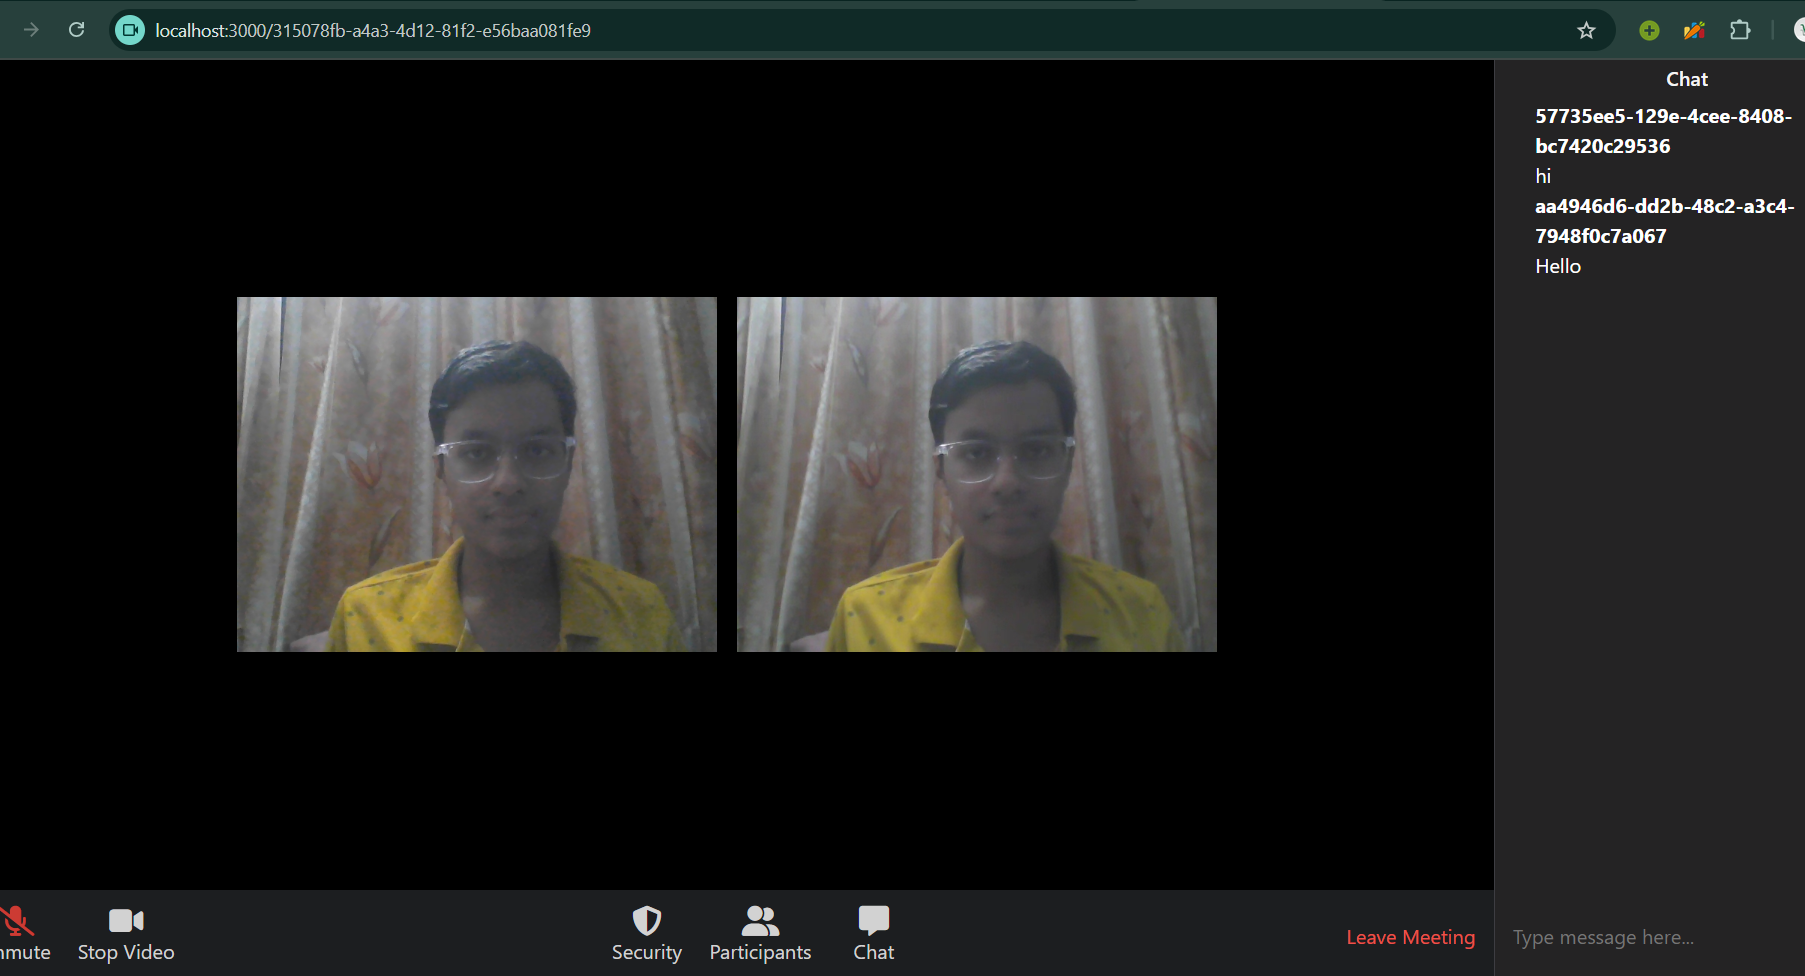 localhost:3000/315078fb-a4a3-4d12-81f2-e56baa081fe9
Chat
57735ee5-129e-4cee-8408-
bc7420c29536
hi
aa4946d6-dd2b-48c2-a3c4-
7948f0c7a067
Hello
nmute
Stop Video
Security
Participants
Chat
Leave Meeting
Type message here...